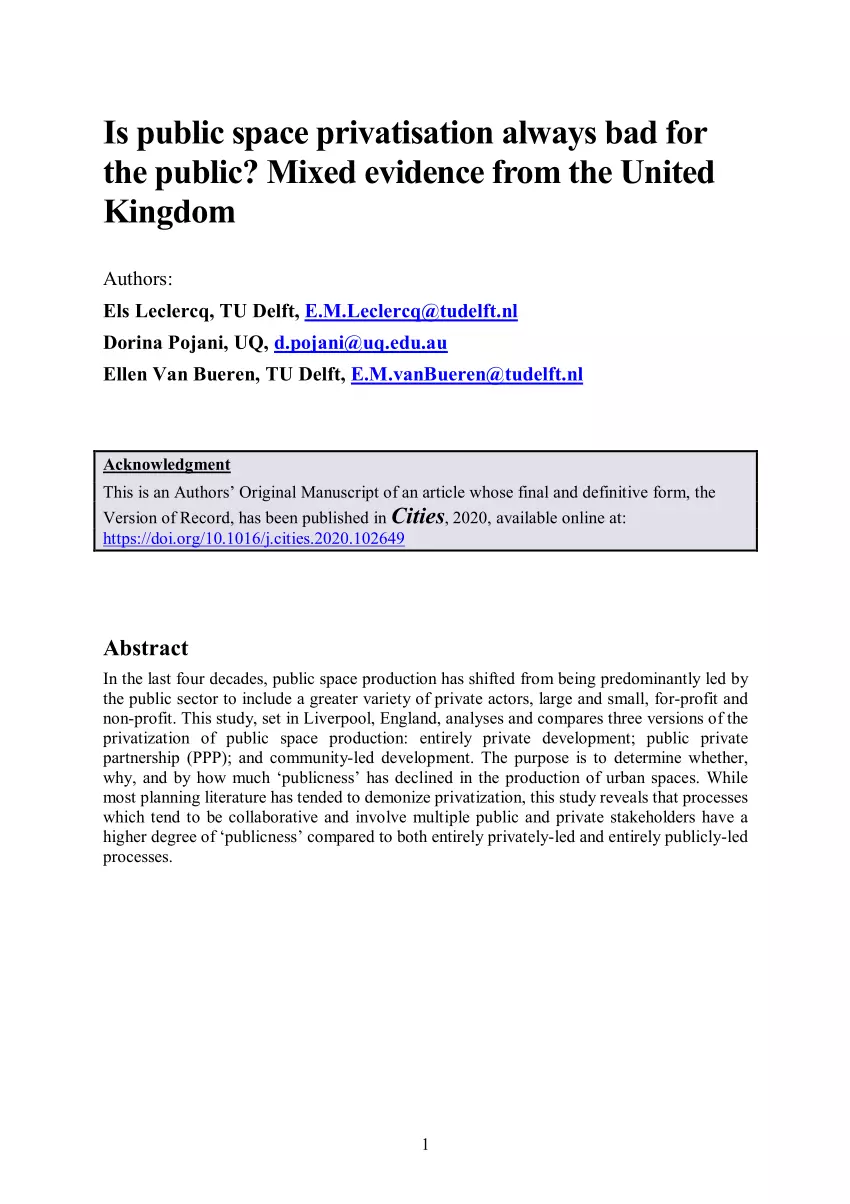 Is public space privatisation always bad for
the public? Mixed evidence from the United
Kingdom
Authors:
Els Leclercq, TU Delft, E.M.Leclercq@tudelft.nl
Dorina Pojani, UQ, d.pojani@uq.edu.au
Ellen Van Bueren, TU Delft, E.M.vanBueren@tudelft.nl
Acknowledgment
This is an Authors’ Original Manuscript of an article whose final and definitive form, the
Version of Record, has been published in Cities, 2020, available online at:
https://doi.org/10.1016/j.cities.2020.102649
Abstract
In the last four decades, public space production has shifted from being predominantly led by
the public sector to include a greater variety of private actors, large and small, for-profit and
non-profit. This study, set in Liverpool, England, analyses and compares three versions of the
privatization of public space production: entirely private development; public private
partnership (PPP); and community-led development. The purpose is to determine whether,
why, and by how much ‘publicness’ has declined in the production of urban spaces. While
most planning literature has tended to demonize privatization, this study reveals that processes
which tend to be collaborative and involve multiple public and private stakeholders have a
higher degree of ‘publicness’ compared to both entirely privately-led and entirely publicly-led
processes.
1